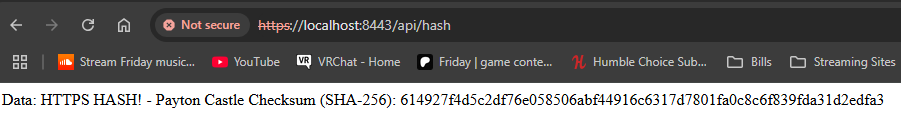 Not secure https://localhost:8443/api/hash
Stream Friday music... YouTube VR VRChat - Home Friday | game conte... Humble Choice Sub... Bills Streaming Sites
Data: HTTPS HASH! - Payton Castle Checksum (SHA-256): 614927f4d5c2df76e058506abf44916c6317d7801fa0c8c6f839fda31d2edfa3